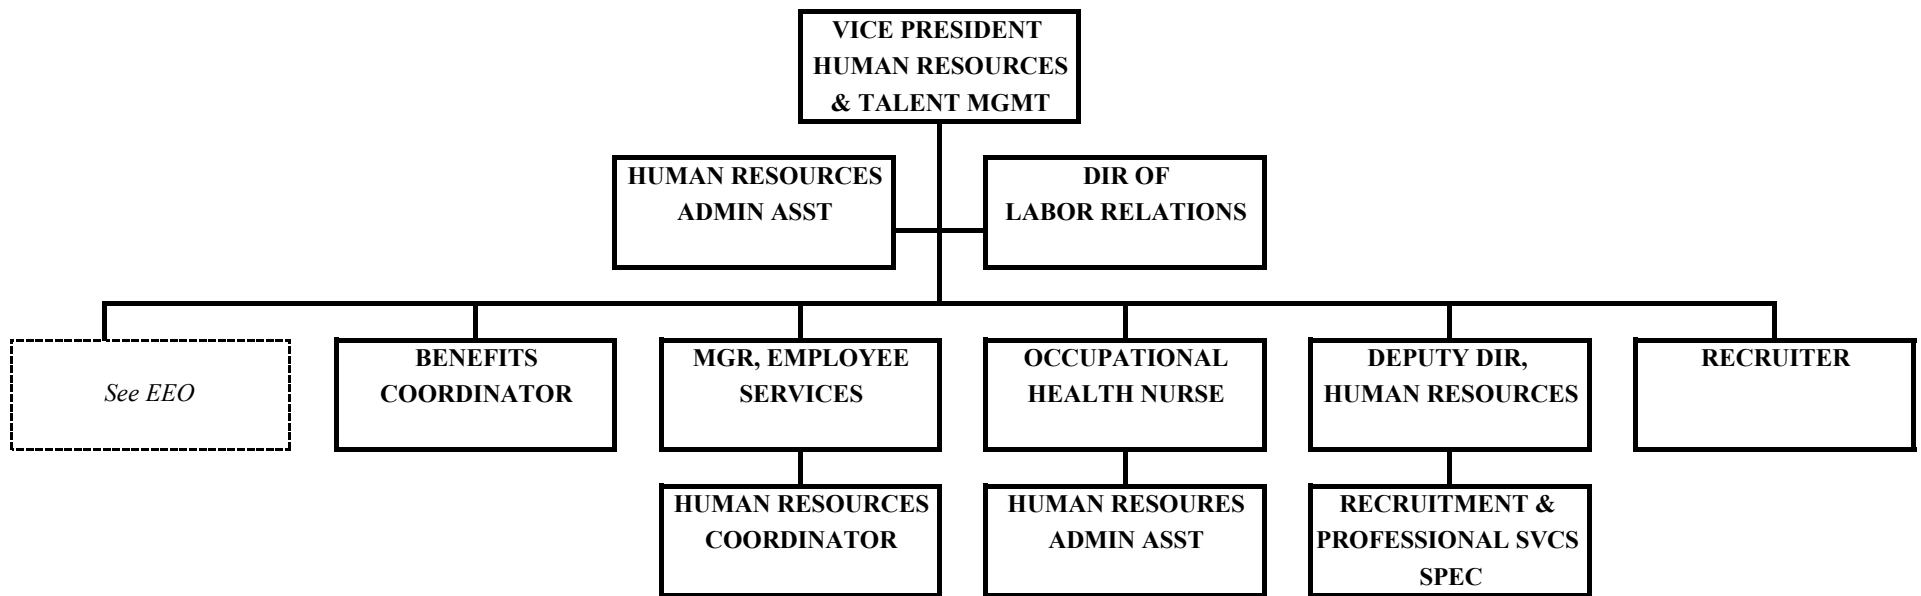 VICE PRESIDENT
HUMAN RESOURCES
& TALENT MGMT
HUMAN RESOURCES
ADMIN ASST
DIR OF
LABOR RELATIONS
See EEO
BENEFITS
COORDINATOR
MGR, EMPLOYEE
SERVICES
OCCUPATIONAL
HEALTH NURSE
DEPUTY DIR,
HUMAN RESOURCES
RECRUITER
HUMAN RESOURCES
COORDINATOR
HUMAN RESOURES
ADMIN ASST
RECRUITMENT &
PROFESSIONAL SVCS
SPEC